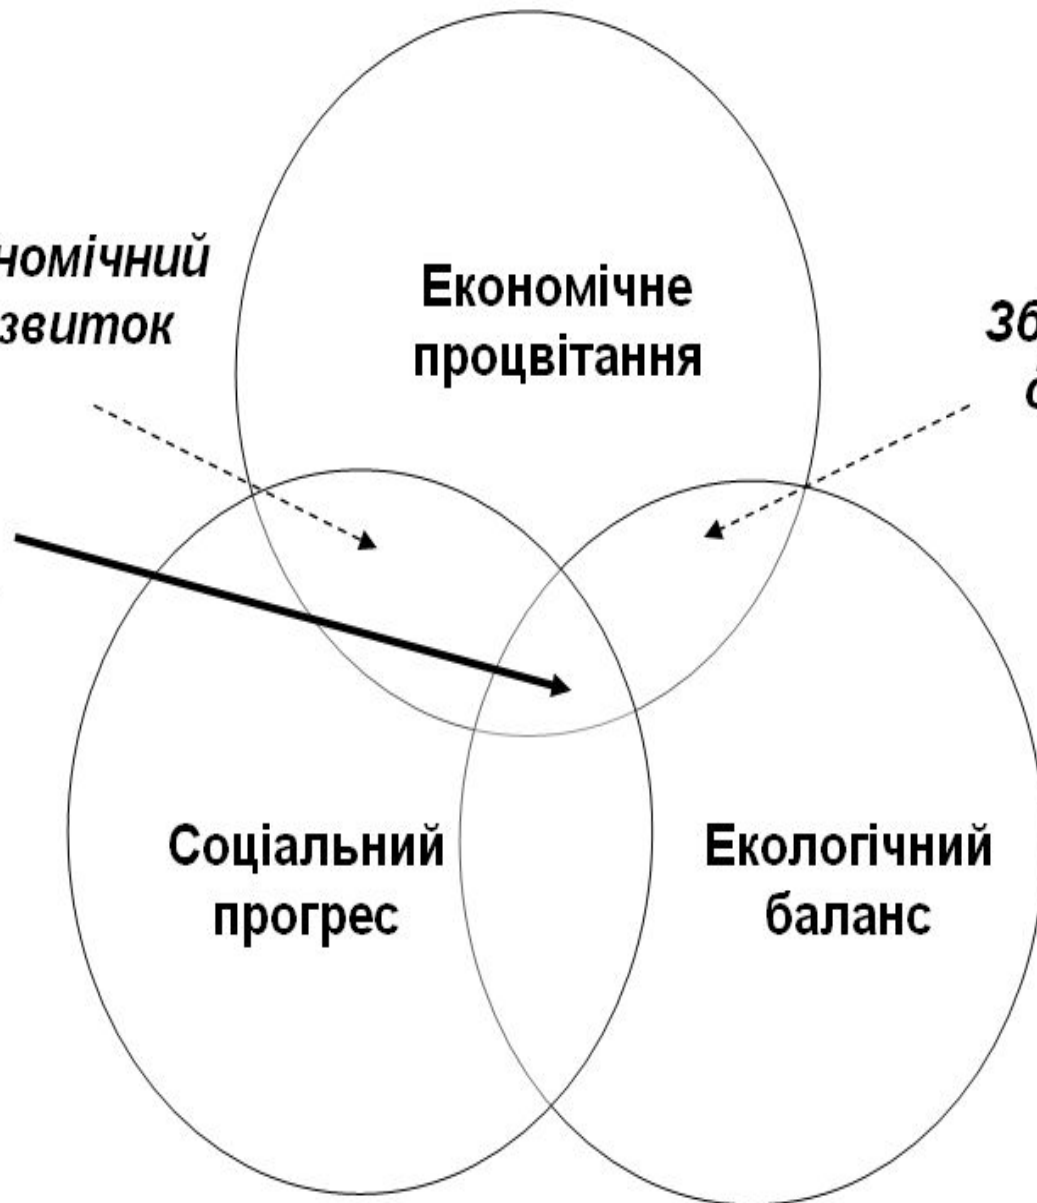 номічний
звиток
Економічне
процвітання
Зб
Соціальний
прогрес
Екологічний
баланс